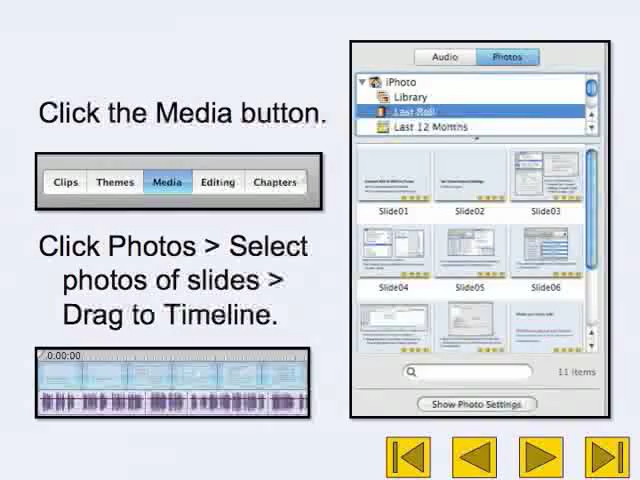 Click the Media button.
Clips Themes Media Editing Chapters
Click Photos > Select
photos of slides >
Drag to Timeline.
0:00:00
Audio Photos
iPhoto
Library
Last Roll
Last 12 Months
Slide01 Slide02 Slide03
Slide04 Slide05 Slide06
11 items
Show Photo Settings